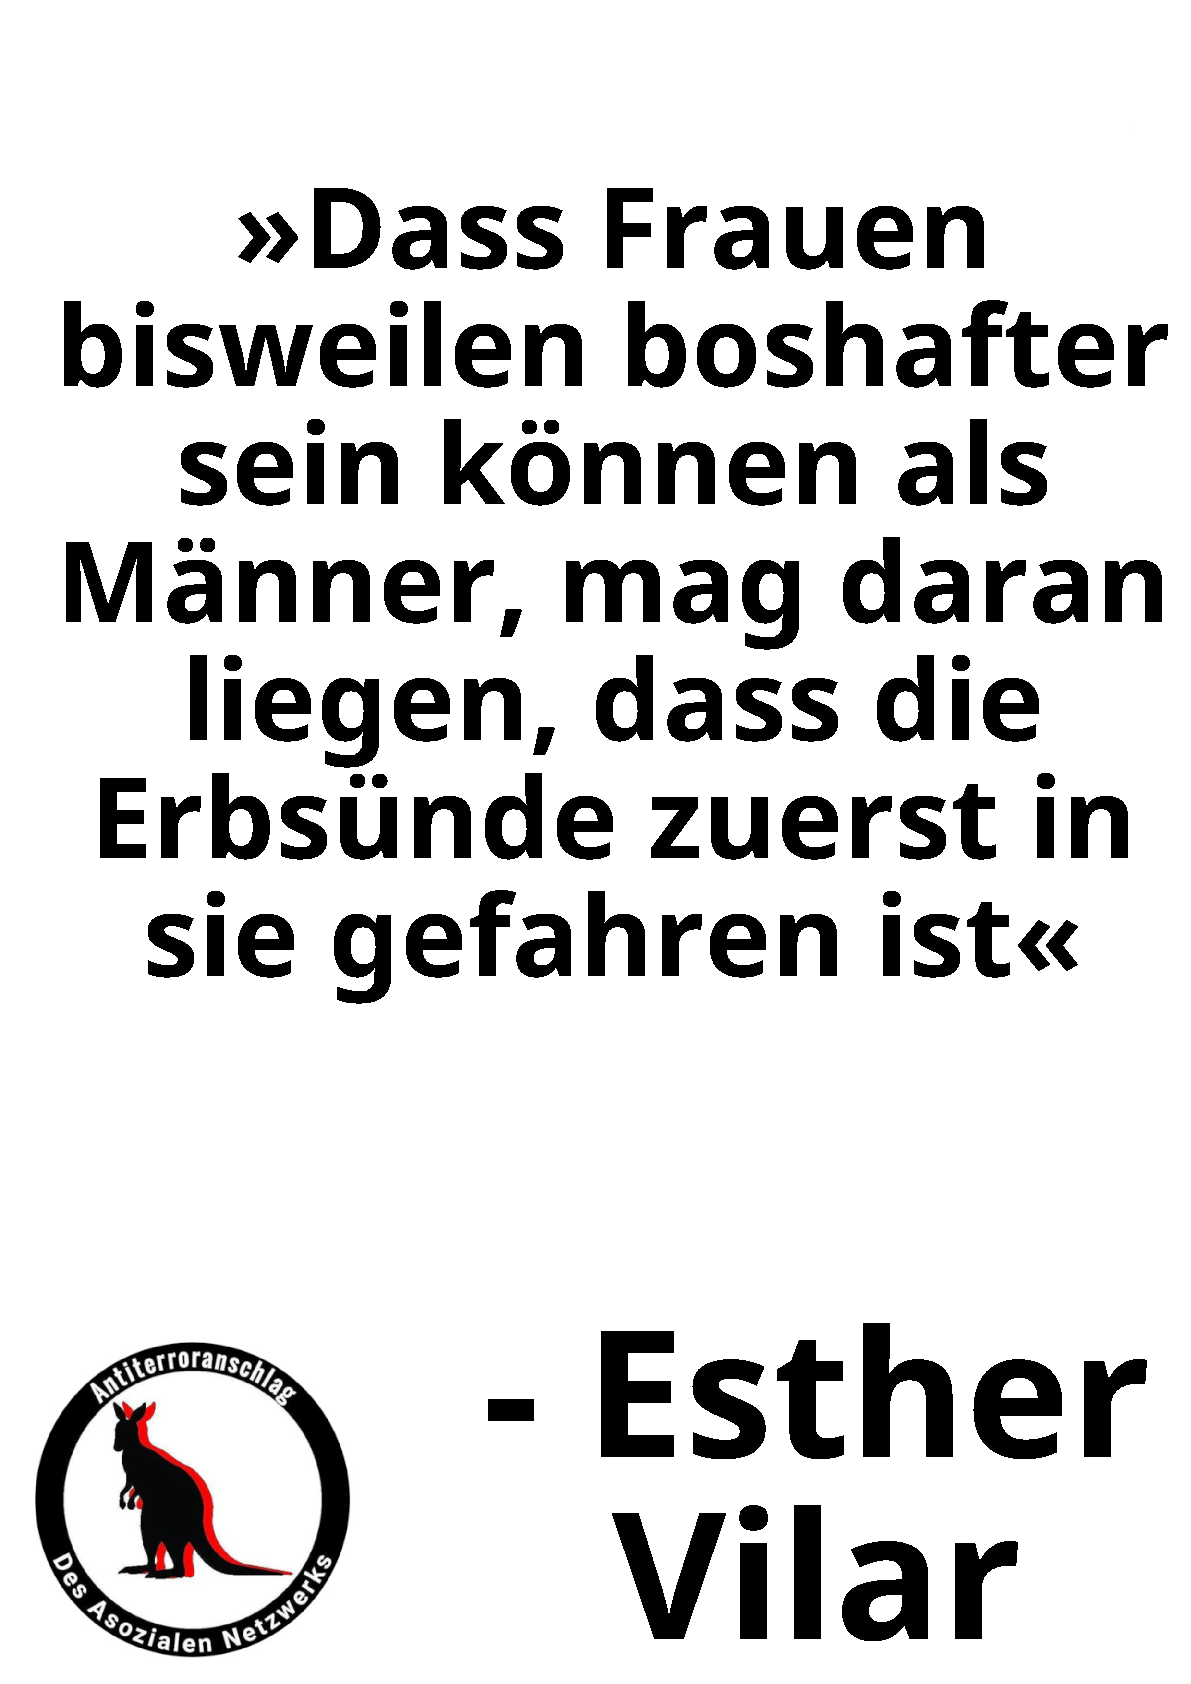 »Dass Frauen
bisweilen boshafter
sein können als
Männer, mag daran
liegen, dass die
Erbsünde zuerst in
sie gefahren ist«
- Esther
Vilar
Antiterroranschlag
Des Asozialen Netzwerks